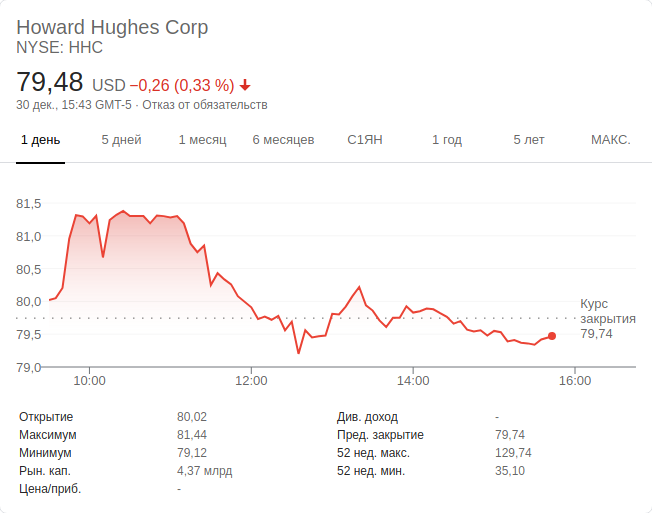 Howard Hughes Corp
NYSE: HHC
79,48 USD −0,26 (0,33 %)
30 дек., 15:43 GMT-5 · Отказ от обязательств
1 день 5 дней 1 месяц 6 месяцев С1ЯН 1 год 5 лет МАКС.
81,5
81,0
80,5
80,0
79,5
79,0
Курс
закрытия
79,74
10:00 12:00 14:00 16:00
Открытие 80,02 Див. доход -
Максимум 81,44 Пред. закрытие 79,74
Минимум 79,12 52 нед. макс. 129,74
Рын. кап. 4,37 млрд 52 нед. мин. 35,10
Цена/приб. -